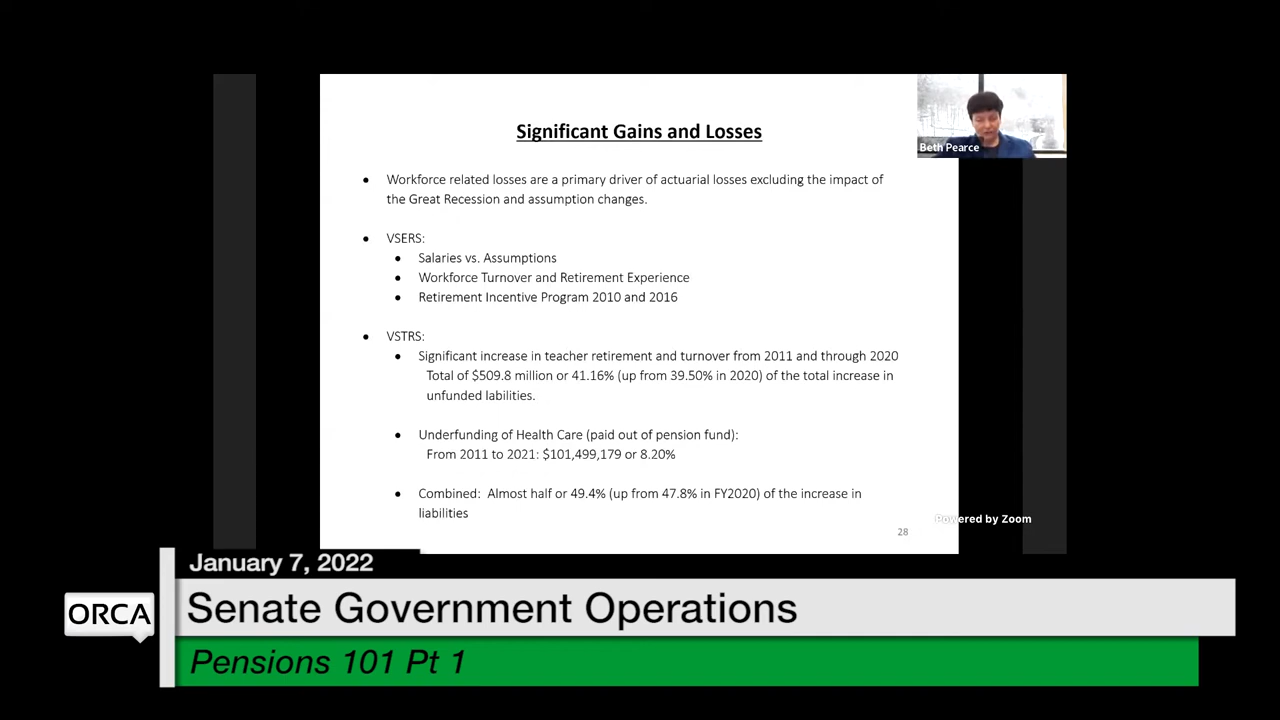 Significant Gains and Losses
Beth Pearce
• Workforce related losses are a primary driver of actuarial losses excluding the impact of
the Great Recession and assumption changes.
• VSERS:
• Salaries vs. Assumptions
• Workforce Turnover and Retirement Experience
• Retirement Incentive Program 2010 and 2016
• VSTRS:
• Significant increase in teacher retirement and turnover from 2011 and through 2020
Total of $509.8 million or 41.16% (up from 39.50% in 2020) of the total increase in
unfunded labilities.
• Underfunding of Health Care (paid out of pension fund):
From 2011 to 2021: $101,499,179 or 8.20%
• Combined: Almost half or 49.4% (up from 47.8% in FY2020) of the increase in
liabilities
Powered by Zoom
28
January 7, 2022
ORCA
Senate Government Operations
Pensions 101 Pt 1